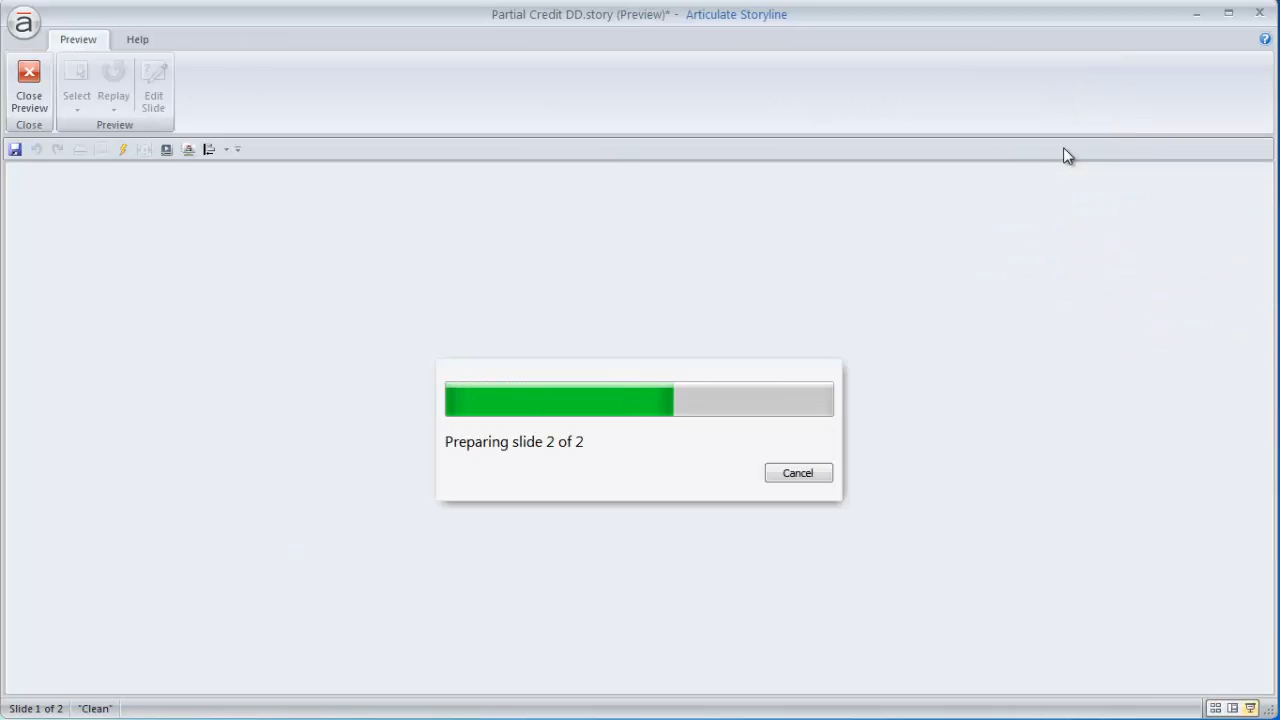 Partial Credit DD.story (Preview)* - Articulate Storyline
Preview Help
Close Preview
Select
Replay
Edit Slide
Close
Preview
Preparing slide 2 of 2
Cancel
Slide 1 of 2 "Clean"